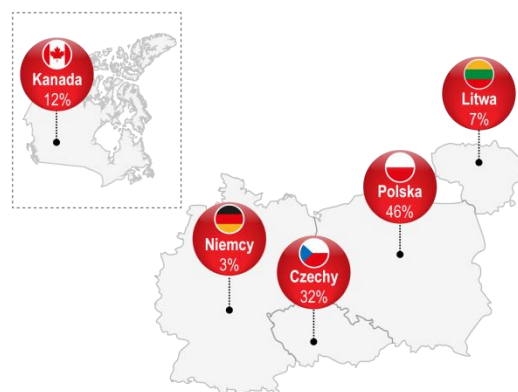 Kanada
12%
Litwa
7%
Polska
46%
Niemcy
3%
Czechy
32%